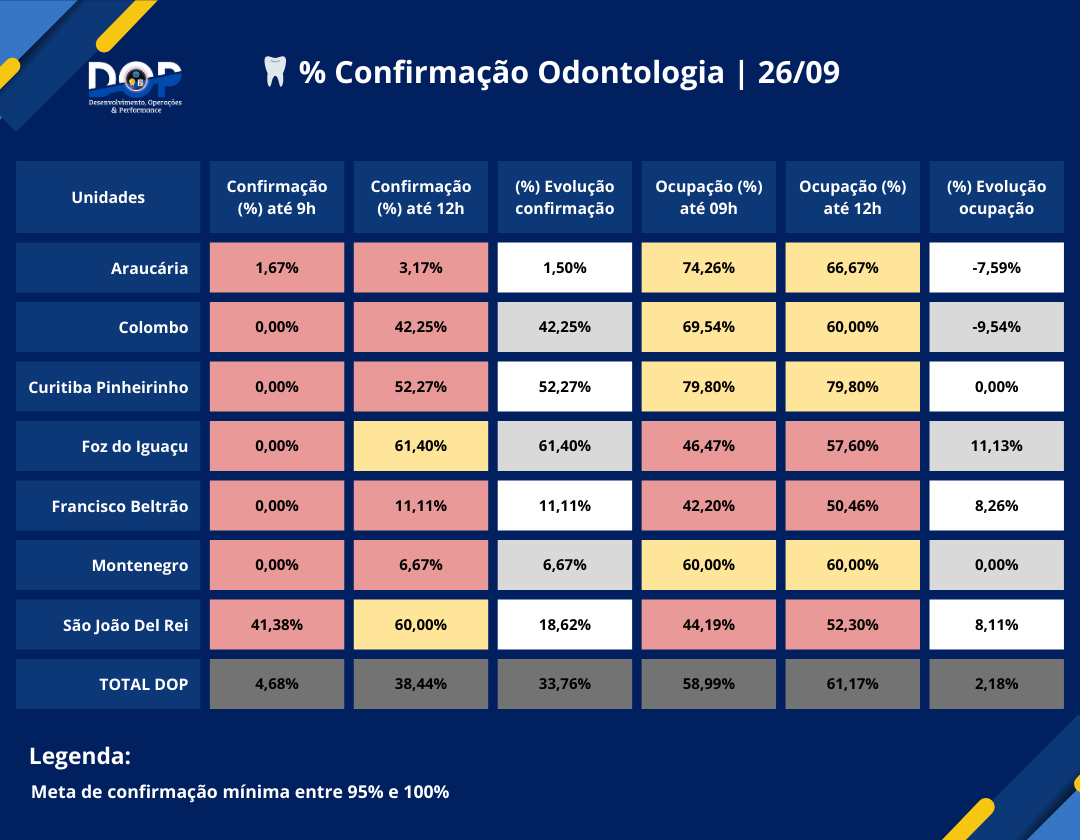 DOP
Desenvolvimento, Operações
& Performance
% Confirmação Odontologia | 26/09
Unidades
Confirmação
(%) até 9h
Confirmação
(%) até 12h
(%) Evolução
confirmação
Ocupação (%)
até 09h
Ocupação (%)
até 12h
(%) Evolução
ocupação
Araucária 1,67% 3,17% 1,50% 74,26% 66,67% -7,59%
Colombo 0,00% 42,25% 42,25% 69,54% 60,00% -9,54%
Curitiba Pinheirinho 0,00% 52,27% 52,27% 79,80% 79,80% 0,00%
Foz do Iguaçu 0,00% 61,40% 61,40% 46,47% 57,60% 11,13%
Francisco Beltrão 0,00% 11,11% 11,11% 42,20% 50,46% 8,26%
Montenegro 0,00% 6,67% 6,67% 60,00% 60,00% 0,00%
São João Del Rei 41,38% 60,00% 18,62% 44,19% 52,30% 8,11%
TOTAL DOP 4,68% 38,44% 33,76% 58,99% 61,17% 2,18%
Legenda:
Meta de confirmação mínima entre 95% e 100%